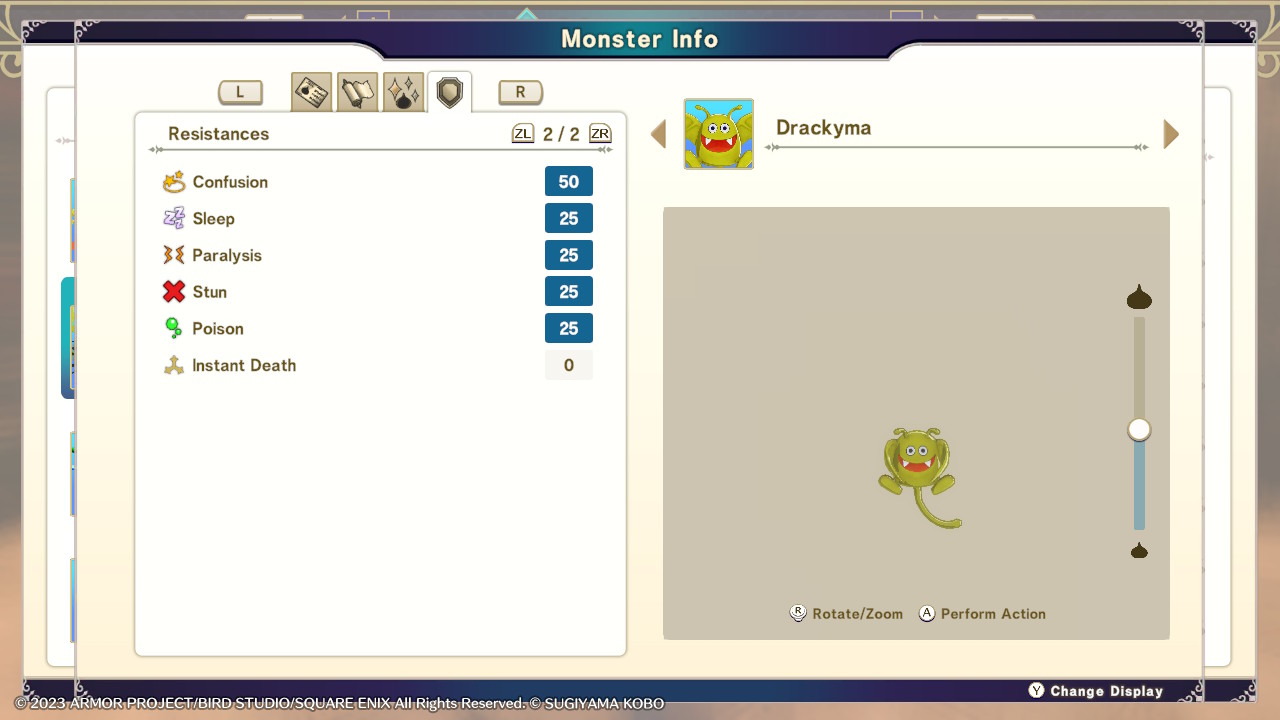 Monster Info
L
R
Resistances
ZL 2 / 2 ZR
Confusion 50
Sleep 25
Paralysis 25
Stun 25
Poison 25
Instant Death 0
Drackyma
R Rotate/Zoom A Perform Action
Y Change Display
© 2023 ARMOR PROJECT/BIRD STUDIO/SQUARE ENIX All Rights Reserved. © SUGIYAMA KOBO